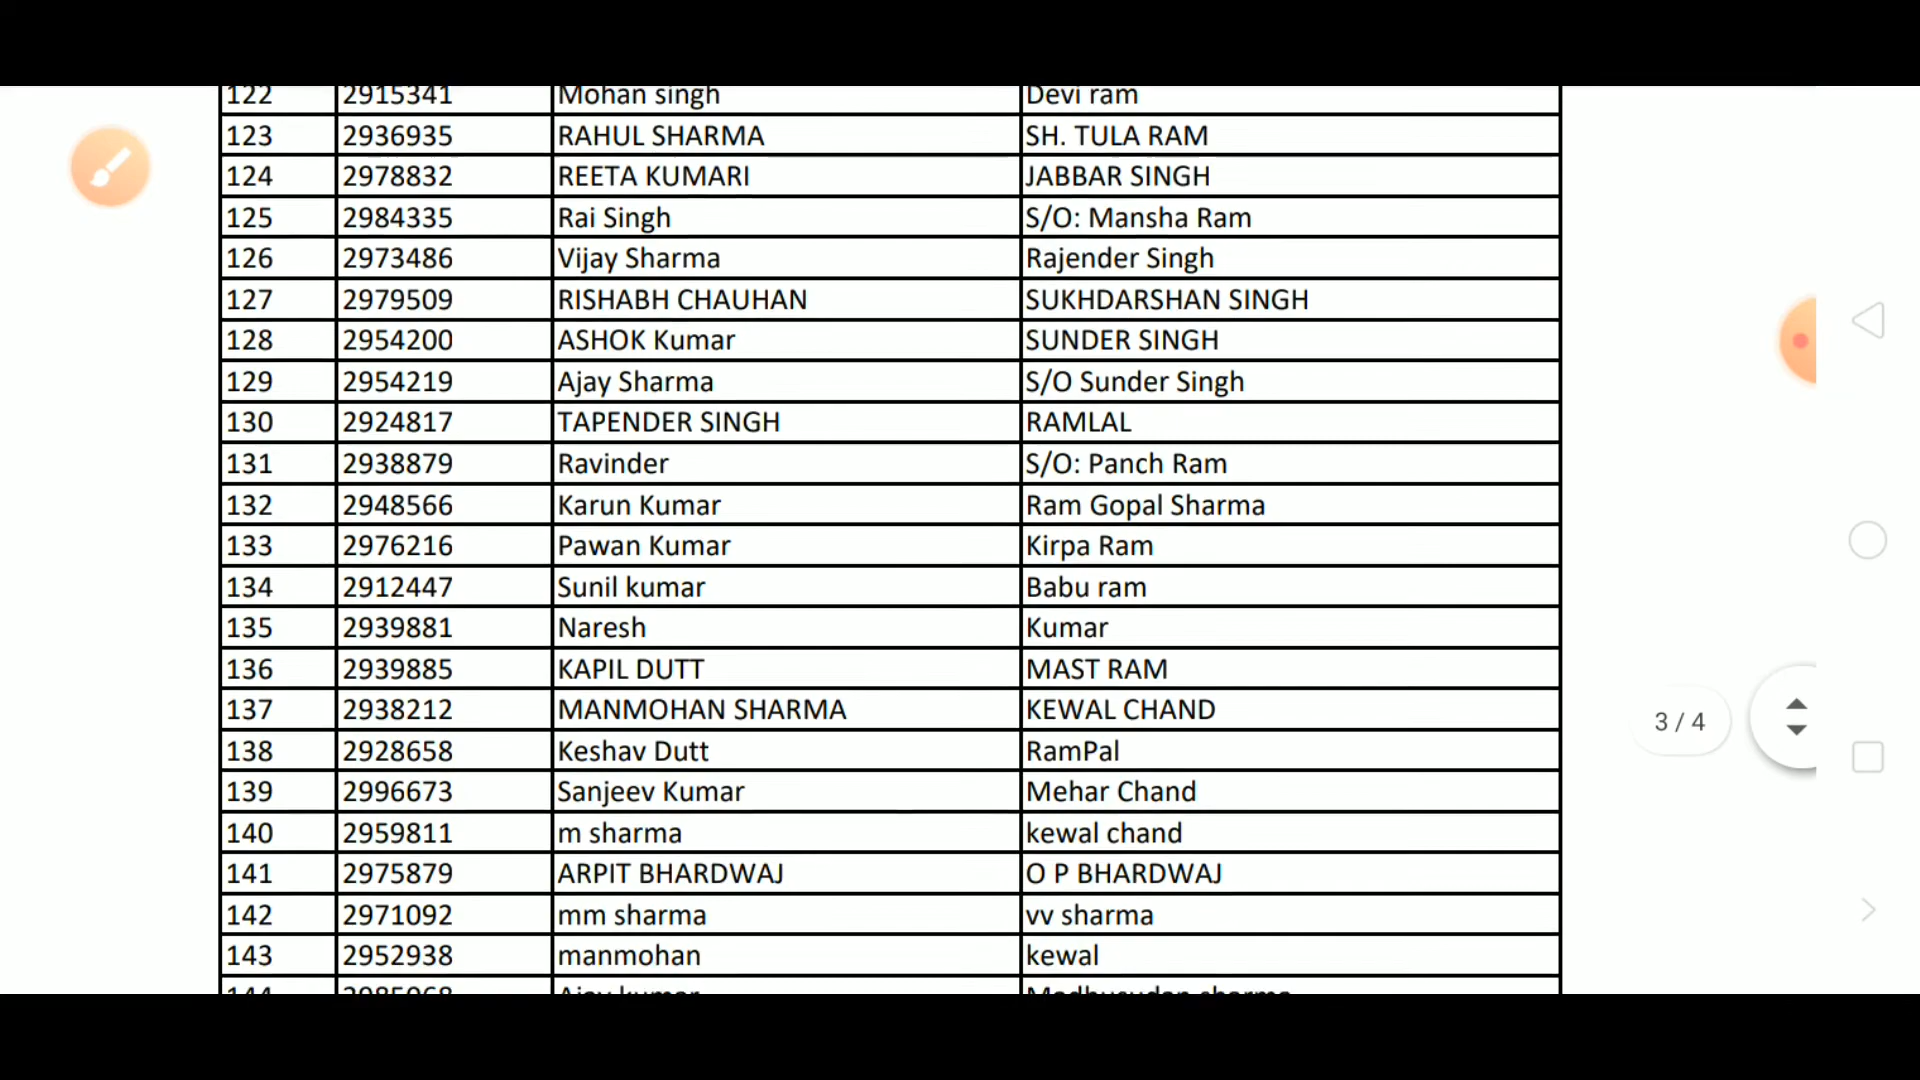 122 2915341 Mohan singh Devi ram
123 2936935 RAHUL SHARMA SH. TULA RAM
124 2978832 REETA KUMARI JABBAR SINGH
125 2984335 Rai Singh S/O: Mansha Ram
126 2973486 Vijay Sharma Rajender Singh
127 2979509 RISHABH CHAUHAN SUKHDARSHAN SINGH
128 2954200 ASHOK Kumar SUNDER SINGH
129 2954219 Ajay Sharma S/O Sunder Singh
130 2924817 TAPENDER SINGH RAMLAL
131 2938879 Ravinder S/O: Panch Ram
132 2948566 Karun Kumar Ram Gopal Sharma
133 2976216 Pawan Kumar Kirpa Ram
134 2912447 Sunil kumar Babu ram
135 2939881 Naresh Kumar
136 2939885 KAPIL DUTT MAST RAM
137 2938212 MANMOHAN SHARMA KEWAL CHAND
3 / 4
138 2928658 Keshav Dutt RamPal
139 2996673 Sanjeev Kumar Mehar Chand
140 2959811 m sharma kewal chand
141 2975879 ARPIT BHARDWAJ O P BHARDWAJ
142 2971092 mm sharma vv sharma
143 2952938 manmohan kewal
144 Ajay kumar Madhusudan sharma